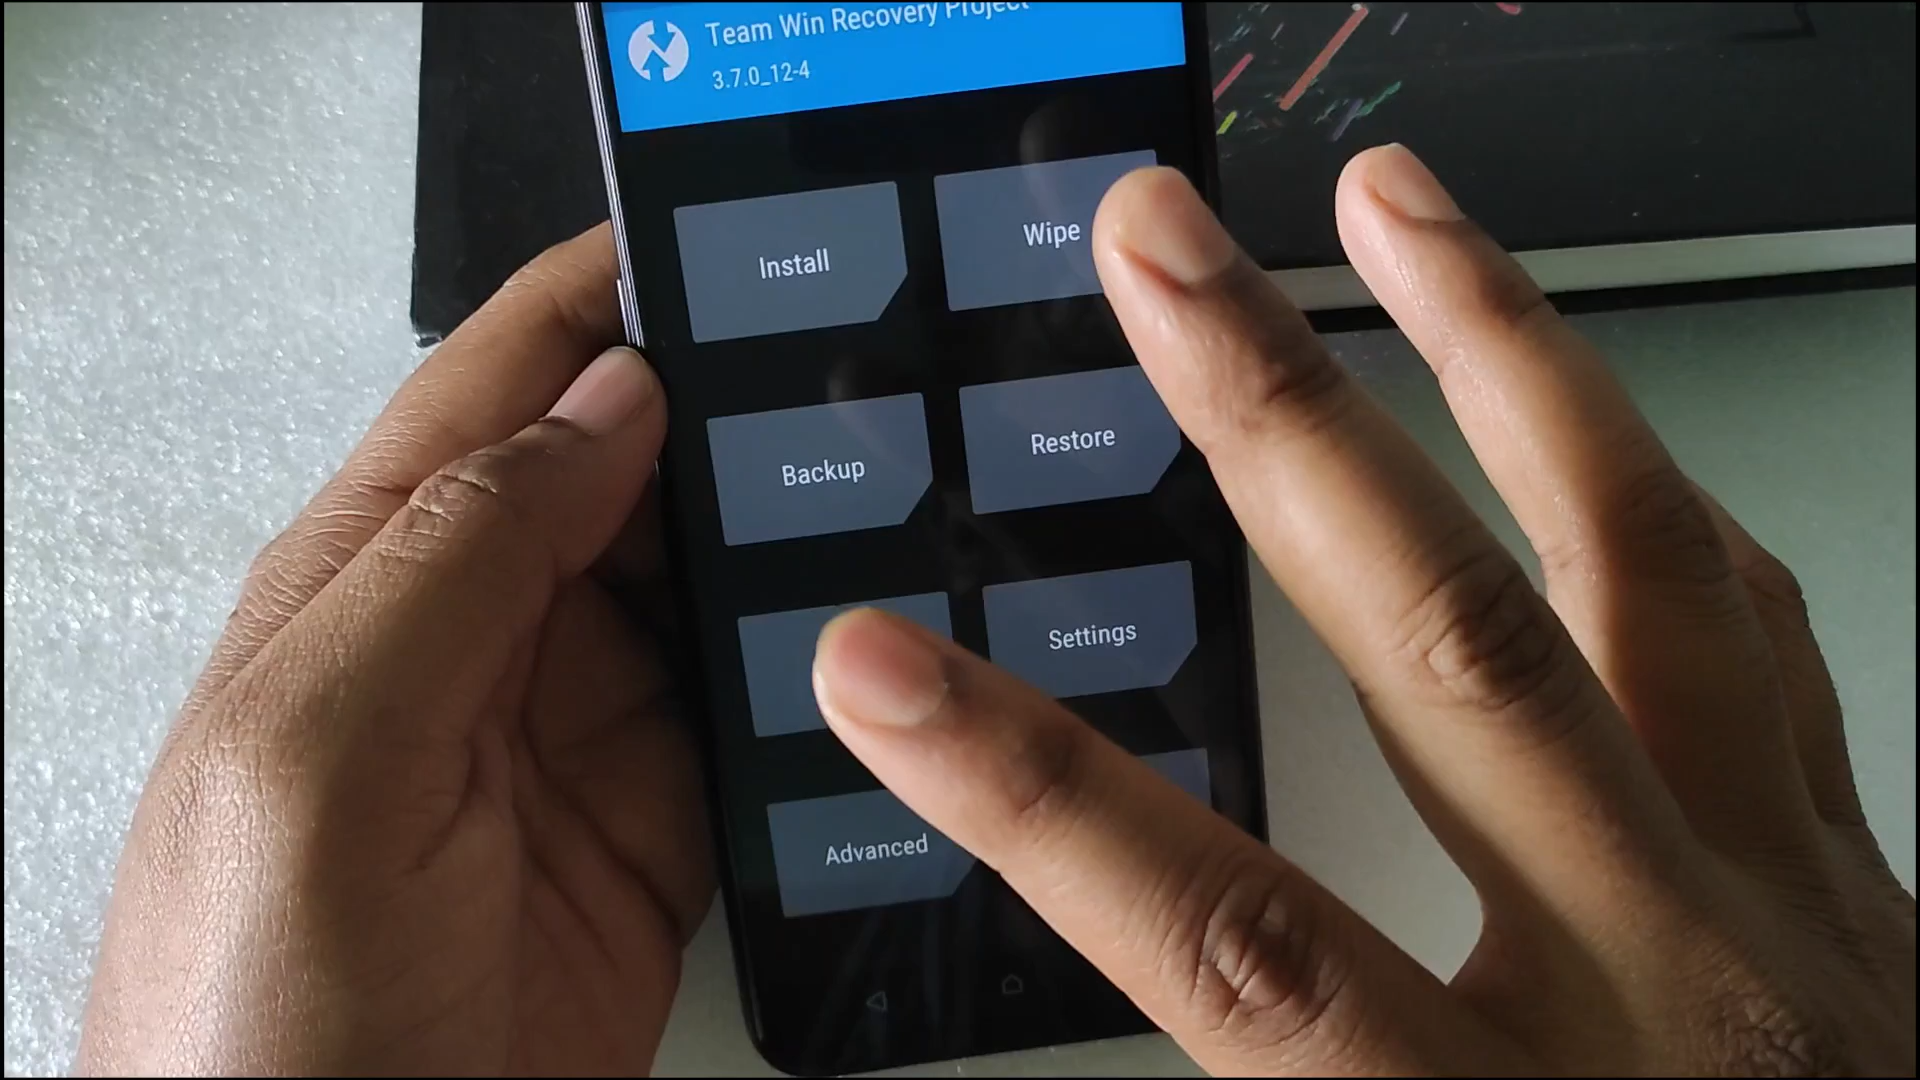 Team Win Recovery Project
3.7.0_12-4
Install
Wipe
Backup
Restore
Settings
Advanced